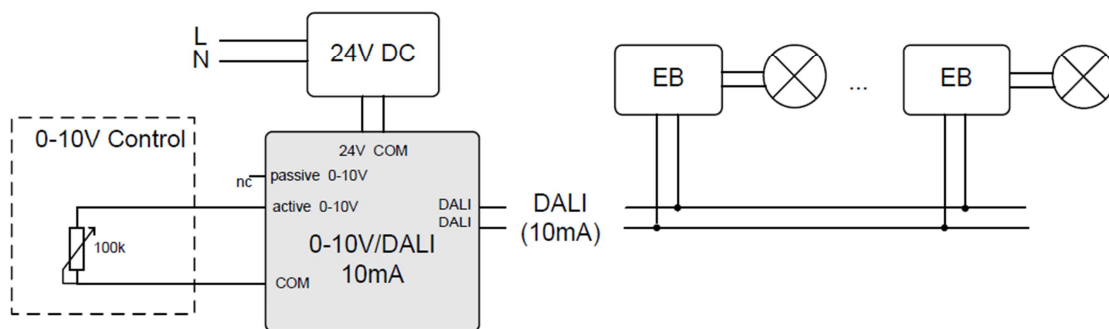 L
N
24V DC
EB
EB
...
0-10V Control
24V COM
nc
passive 0-10V
active 0-10V
DALI
DALI
DALI
(10mA)
0-10V/DALI
10mA
100k
COM